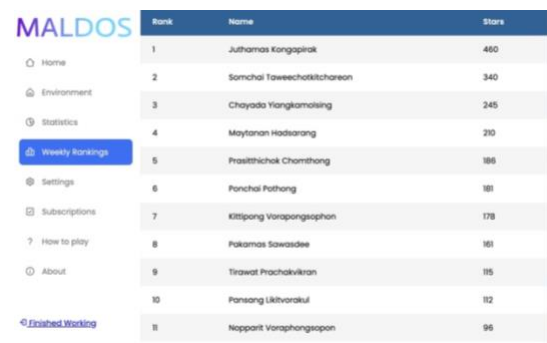 MALDOS
Home
Environment
Statistics
Weekly Rankings
Settings
Subscriptions
? How to play
About
Finished Working
Rank Name Stars
1 Juthamas Kongapirak 460
2 Somchai Taweechotkitchareon 340
3 Chayada Yiangkamolsing 245
4 Maytanan Hadsarang 210
5 Prasitthichok Chomthong 186
6 Ponchai Pothong 181
7 Kittipong Vorapongsophon 178
8 Pakamas Sawasdee 161
9 Tirawat Prachakvikran 115
10 Pansang Likitvorakul 112
11 Nopparit Voraphongsopon 96